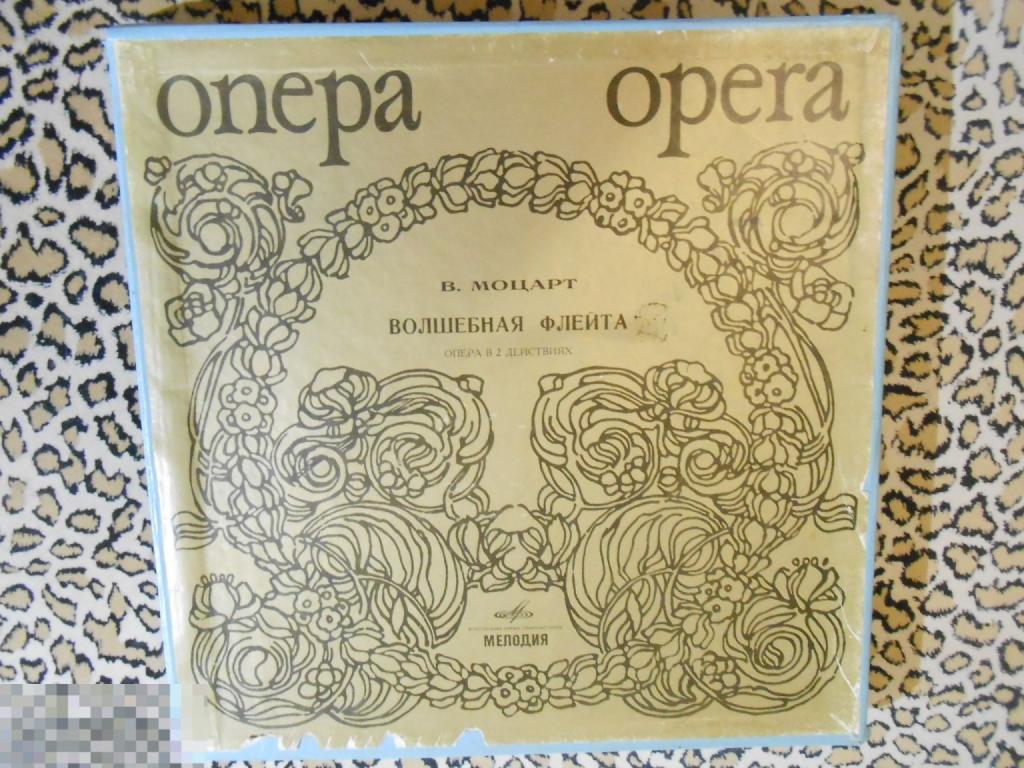 опера opera
В. МОЦАРТ
ВОЛШЕБНАЯ ФЛЕЙТА
ОПЕРА В 2 ДЕЙСТВИЯХ
МЕЛОДИЯ